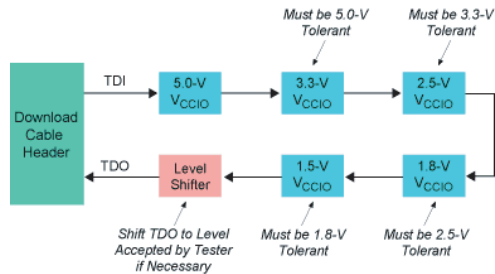 Must be 5.0-V
Tolerant
Must be 3.3-V
Tolerant
Download
Cable
Header
TDI
5.0-V
VCCIO
3.3-V
VCCIO
2.5-V
VCCIO
TDO
Level
Shifter
1.5-V
VCCIO
1.8-V
VCCIO
Shift TDO to Level
Accepted by Tester
if Necessary
Must be 1.8-V
Tolerant
Must be 2.5-V
Tolerant